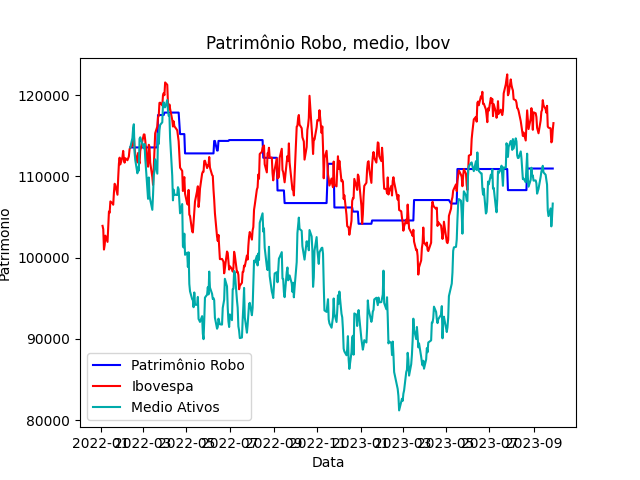 Patrimônio Robo, medio, Ibov
Patrimonio
120000
110000
100000
90000
80000
Patrimônio Robo
Ibovespa
Medio Ativos
2022-01 2022-03 2022-05 2022-07 2022-09 2022-11 2023-01 2023-03 2023-05 2023-07 2023-09
Data